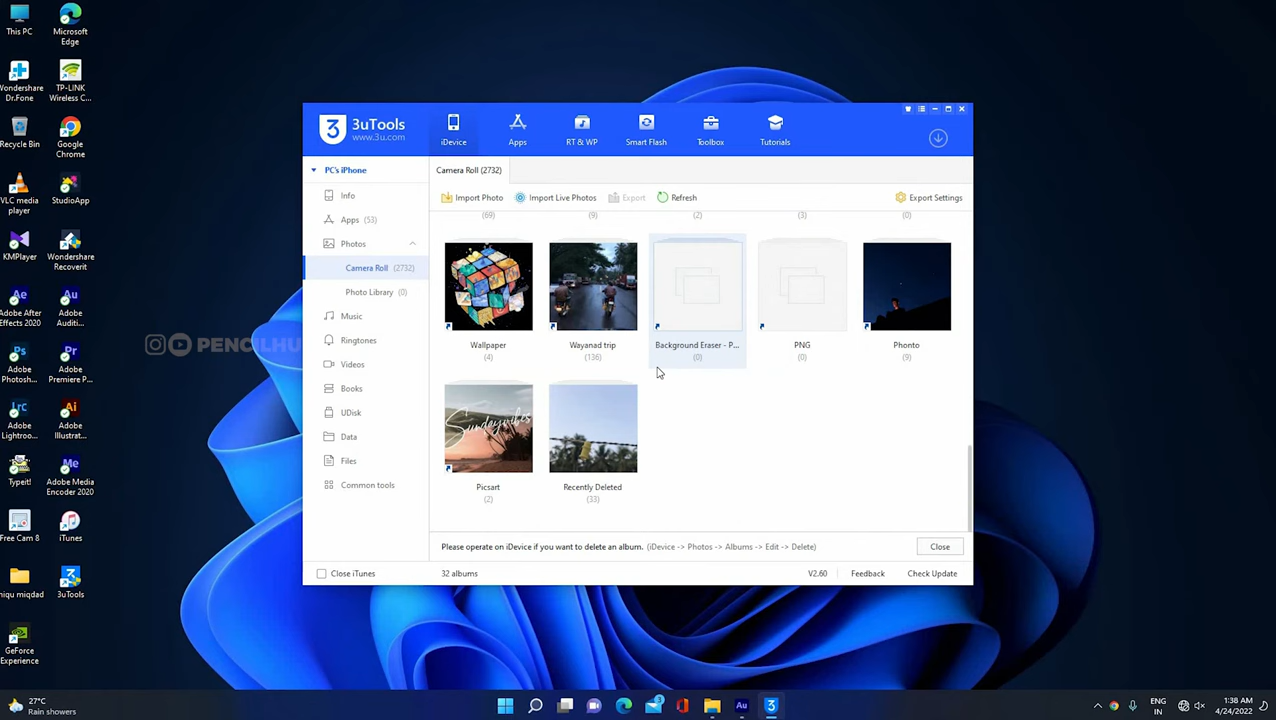 This PC
Microsoft
Edge
Wondershare
Dr.Fone
TP-LINK
Wireless C...
Recycle Bin
Google
Chrome
VLC media
player
StudioApp
KMPlayer
Wondershare
Recoverit
Adobe After
Effects 2020
Adobe
Auditi...
Adobe
Photosh...
Adobe
Premiere P...
Adobe
Lightroo...
Adobe
Illustrat...
Typeit!
Adobe Media
Encoder 2020
Free Cam 8
iTunes
niqu miqdad
3uTools
GeForce
Experience
PENCILHU
3uTools
www.3u.com
iDevice
Apps
RT & WP
Smart Flash
Toolbox
Tutorials
PC's iPhone
Info
Apps (53)
Photos
Camera Roll (2732)
Photo Library (0)
Music
Ringtones
Videos
Books
UDisk
Data
Files
Common tools
Camera Roll (2732)
Import Photo
Import Live Photos
Export
Refresh
Export Settings
(69) (9) (2) (3) (0)
Wallpaper
(4)
Wayanad trip
(136)
Background Eraser - P...
(0)
PNG
(0)
Phonto
(9)
Sundayvibes
Picsart
(2)
Recently Deleted
(33)
Please operate on iDevice if you want to delete an album. (iDevice -> Photos -> Albums -> Edit -> Delete)
Close
Close iTunes
32 albums
V2.60
Feedback
Check Update
27°C
Rain showers
ENG
IN
1:38 AM
4/24/2022